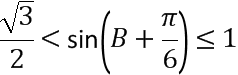 √3/2 < sin(B + π/6) ≤ 1